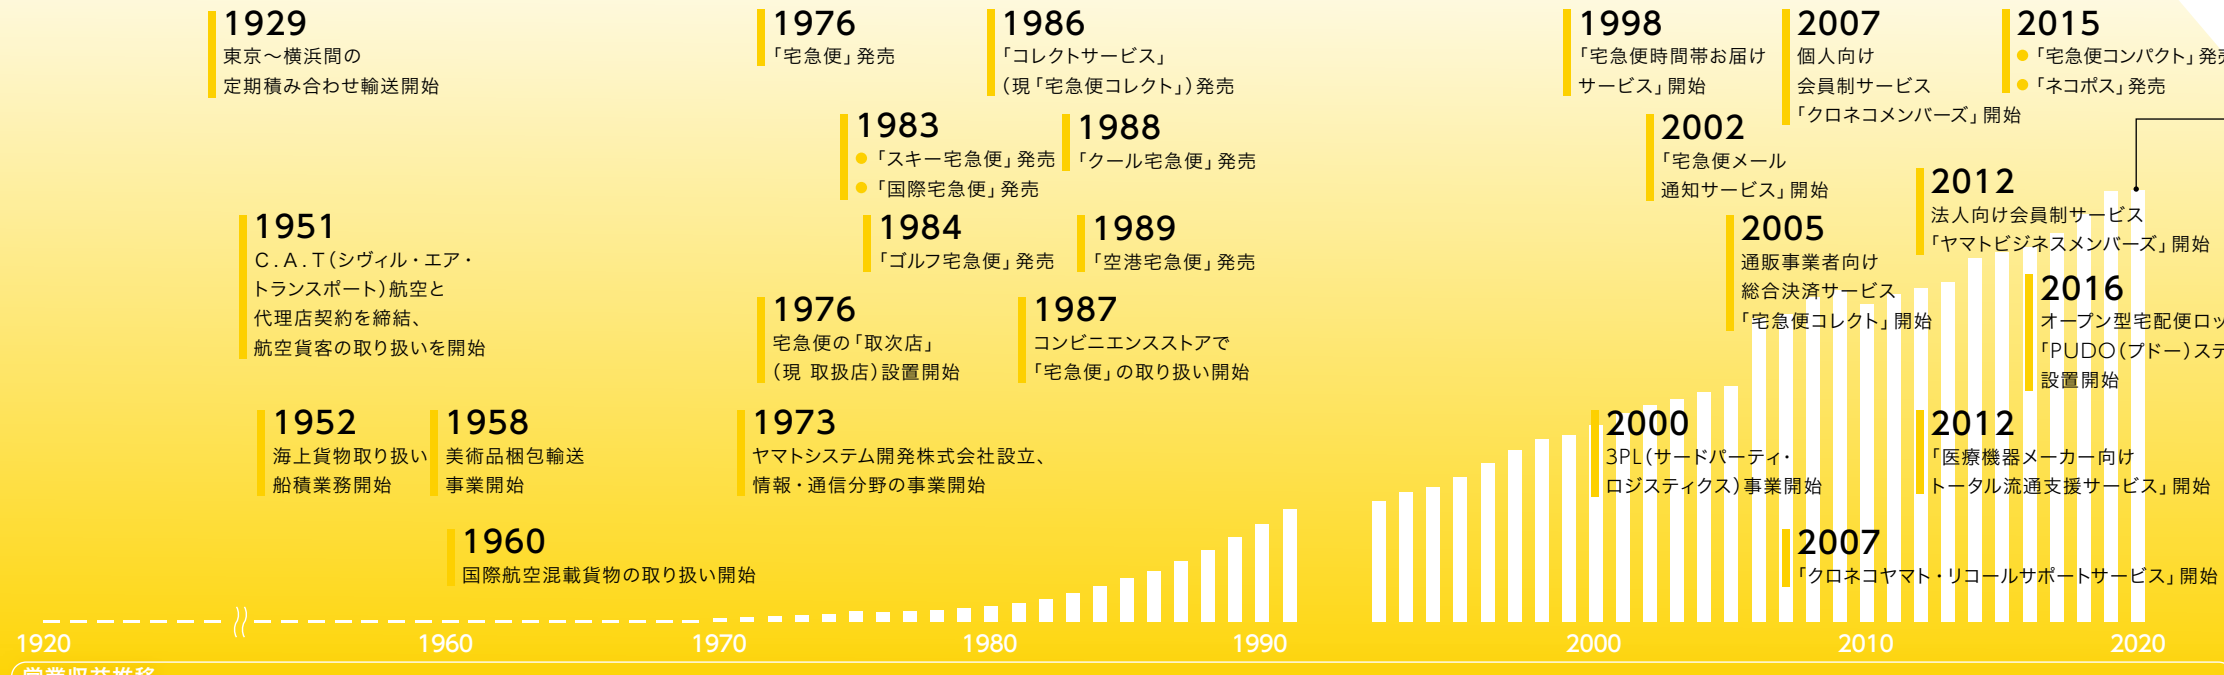 1929
東京〜横浜間の
定期積み合わせ輸送開始
1976
「宅急便」発売
1986
「コレクトサービス」
(現「宅急便コレクト」)発売
1998
「宅急便時間帯お届け
サービス」開始
2007
個人向け
会員制サービス
「クロネコメンバーズ」開始
2015
●「宅急便コンパクト」発売
●「ネコポス」発売
1983
●「スキー宅急便」発売
●「国際宅急便」発売
1988
「クール宅急便」発売
2002
「宅急便メール
通知サービス」開始
2012
法人向け会員制サービス
「ヤマトビジネスメンバーズ」開始
1951
C.A.T(シヴィル・エア・
トランスポート)航空と
代理店契約を締結、
航空貨客の取り扱いを開始
1984
「ゴルフ宅急便」発売
1989
「空港宅急便」発売
2005
通販事業者向け
総合決済サービス
「宅急便コレクト」開始
2016
オープン型宅配便ロッ
「PUDO(プドー)ステ
設置開始
1976
宅急便の「取次店」
(現 取扱店)設置開始
1987
コンビニエンスストアで
「宅急便」の取り扱い開始
1952
海上貨物取り扱い
船積業務開始
1958
美術品梱包輸送
事業開始
1973
ヤマトシステム開発株式会社設立、
情報・通信分野の事業開始
2000
3PL(サードパーティ・
ロジスティクス)事業開始
2012
「医療機器メーカー向け
トータル流通支援サービス」開始
1960
国際航空混載貨物の取り扱い開始
2007
「クロネコヤマト・リコールサポートサービス」開始
1920 1960 1970 1980 1990 2000 2010 2020
営業収益推移